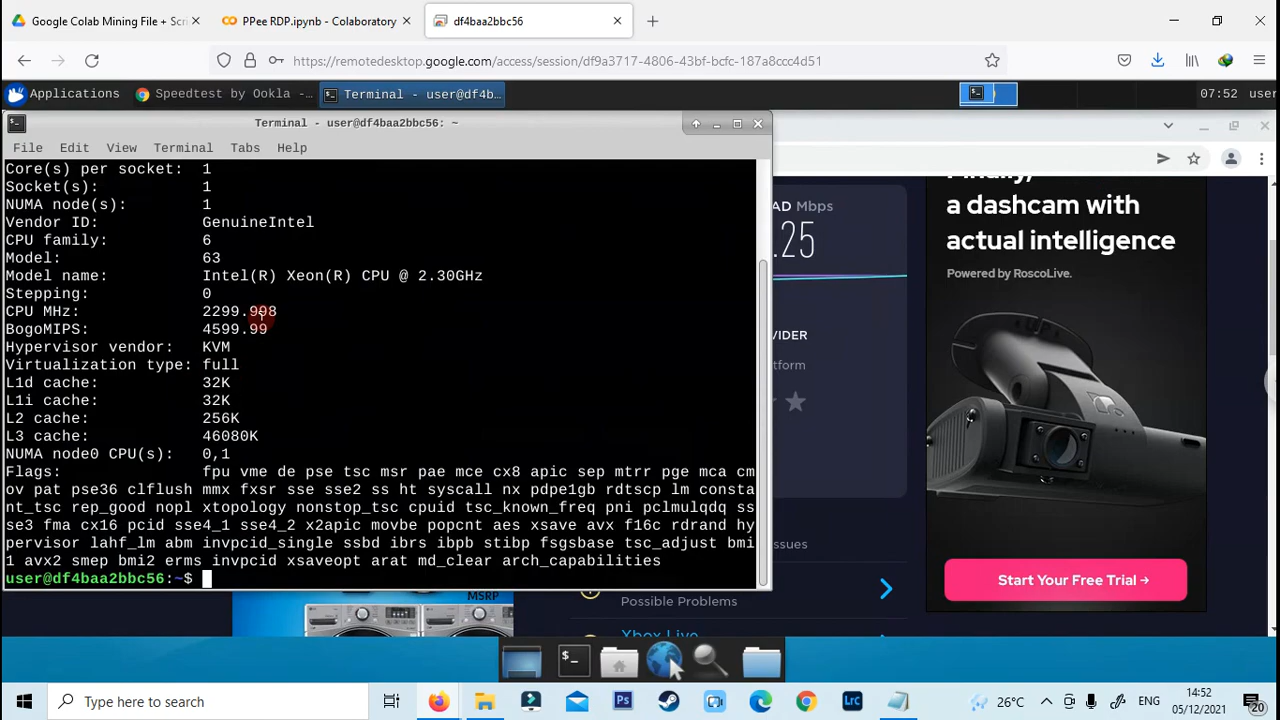 Google Colab Mining File + Scri
PPee RDP.ipynb - Colaboratory
df4baa2bbc56
https://remotedesktop.google.com/access/session/df9a3717-4806-43bf-bcfc-187a8ccc4d51
Applications
Speedtest by Ookla -...
Terminal - user@df4b...
07:52
user
Terminal - user@df4baa2bbc56: ~
File Edit View Terminal Tabs Help
Core(s) per socket: 1
Socket(s): 1
NUMA node(s): 1
Vendor ID: GenuineIntel
CPU family: 6
Model: 63
Model name: Intel(R) Xeon(R) CPU @ 2.30GHz
Stepping: 0
CPU MHz: 2299.998
BogoMIPS: 4599.99
Hypervisor vendor: KVM
Virtualization type: full
L1d cache: 32K
L1i cache: 32K
L2 cache: 256K
L3 cache: 46080K
NUMA node0 CPU(s): 0,1
Flags: fpu vme de pse tsc msr pae mce cx8 apic sep mtrr pge mca cm
ov pat pse36 clflush mmx fxsr sse sse2 ss ht syscall nx pdpe1gb rdtscp lm consta
nt_tsc rep_good nopl xtopology nonstop_tsc cpuid tsc_known_freq pni pclmulqdq ss
se3 fma cx16 pcid sse4_1 sse4_2 x2apic movbe popcnt aes xsave avx f16c rdrand hy
pervisor lahf_lm abm invpcid_single ssbd ibrs ibpb stibp fsgsbase tsc_adjust bmi
1 avx2 smep bmi2 erms invpcid xsaveopt arat md_clear arch_capabilities
user@df4baa2bbc56:~$
AD Mbps
.25
VIDER
atform
ssues
Possible Problems
Xbox Live
MSRP
Finally,
a dashcam with
actual intelligence
Powered by RoscoLive.
Start Your Free Trial →
Type here to search
Ps
LrC
26°C
ENG
14:52
05/12/2021
20